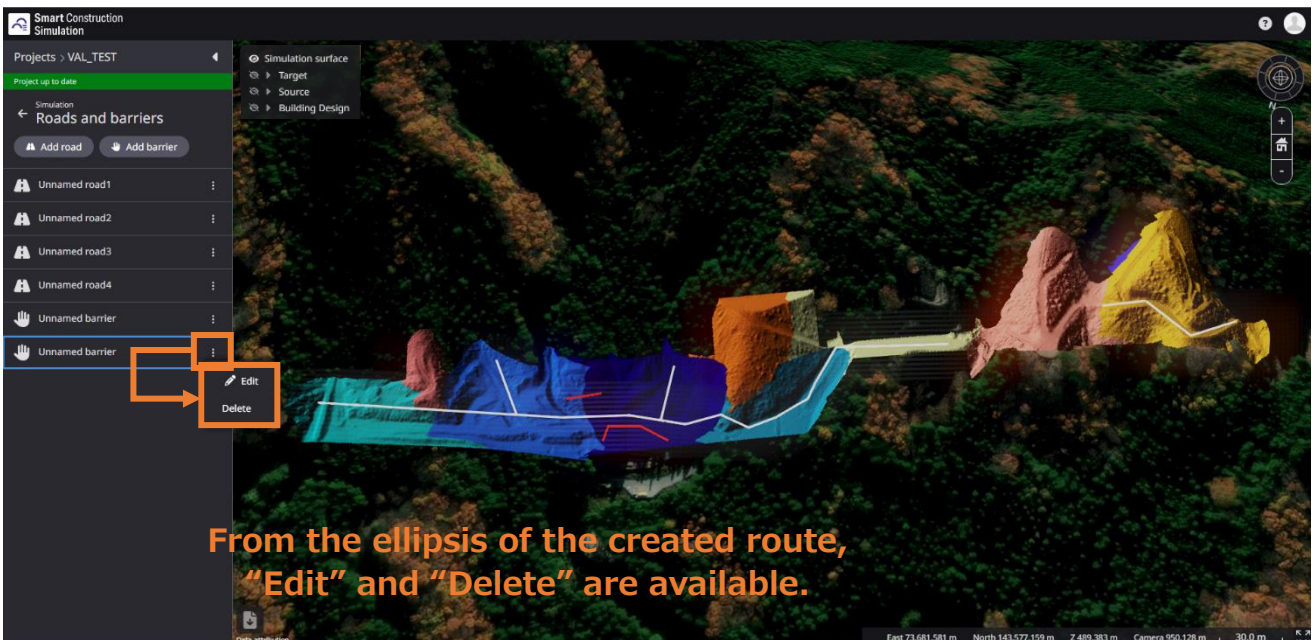 Smart Construction
Simulation
?
Projects > VAL_TEST
Project up to date
Simulation
Roads and barriers
Add road
Add barrier
Unnamed road1
Unnamed road2
Unnamed road3
Unnamed road4
Unnamed barrier
Unnamed barrier
Edit
Delete
Simulation surface
Target
Source
Building Design
N
+
-
From the ellipsis of the created route,
“Edit” and “Delete” are available.
Data attribution
East 73,681.581 m North 143,577.159 m Z 489.383 m Camera 950.128 m 30.0 m